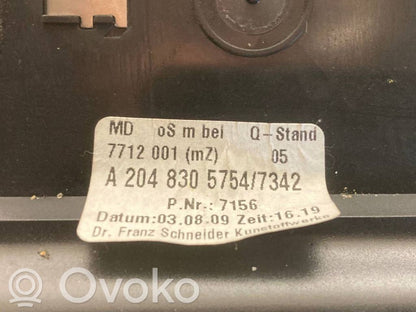 MD oS m bei Q-Stand
7712 001 (mZ) 05
A 204 830 5754/7342
P.Nr.: 7156
Datum:03.08.09 Zeit:16.19
Dr. Franz Schneider Kunstoffwerke
OVOKO